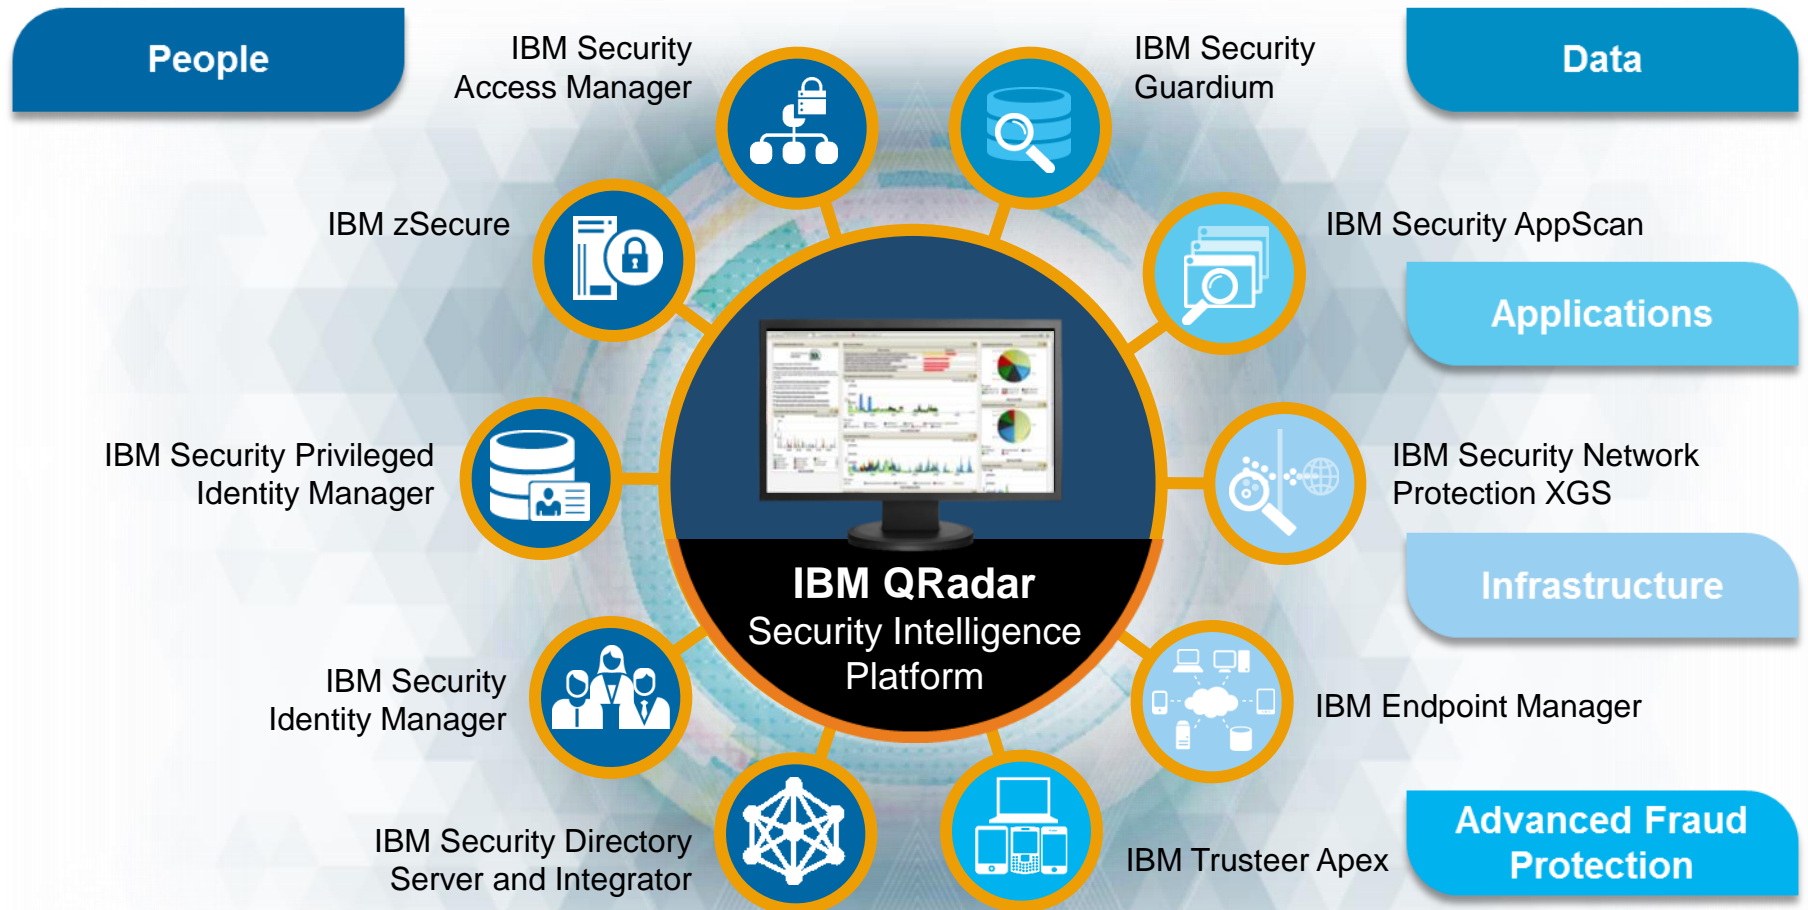 People
IBM Security
Access Manager
IBM Security
Guardium
Data
IBM zSecure
IBM Security AppScan
Applications
IBM Security Privileged
Identity Manager
IBM Security Network
Protection XGS
IBM QRadar
Security Intelligence
Platform
Infrastructure
IBM Security
Identity Manager
IBM Endpoint Manager
IBM Security Directory
Server and Integrator
IBM Trusteer Apex
Advanced Fraud
Protection